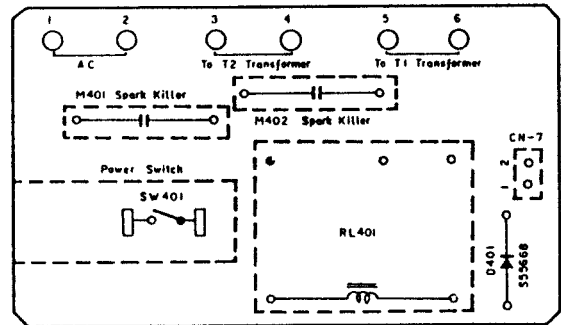 1 2 3 4 5 6
AC To T2 Transformer To T1 Transformer
M401 Spark Killer
M402 Spark Killer
CN-7
1 2
Power Switch
SW401
RL401
D401
S5566B